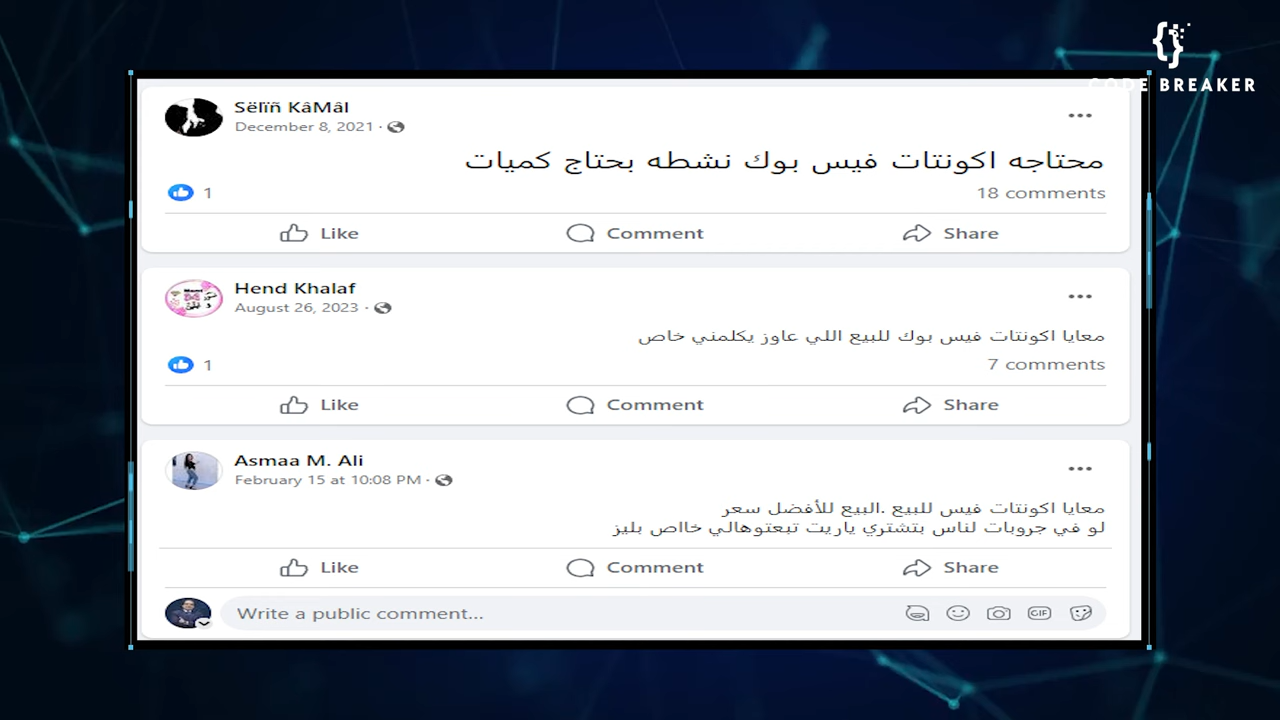 CODE BREAKER
Sëlïñ KâMâl
December 8, 2021 ·
محتاجه اكونتات فيس بوك نشطه بحتاج كميات
1
18 comments
Like
Comment
Share
Hend Khalaf
August 26, 2023 ·
معايا اكونتات فيس بوك للبيع اللي عاوز يكلمني خاص
1
7 comments
Like
Comment
Share
Asmaa M. Ali
February 15 at 10:08 PM ·
معايا اكونتات فيس للبيع .البيع للأفضل سعر
لو في جروبات لناس بتشتري ياريت تبعتوهالي خااص بليز
Like
Comment
Share
Write a public comment...
GIF